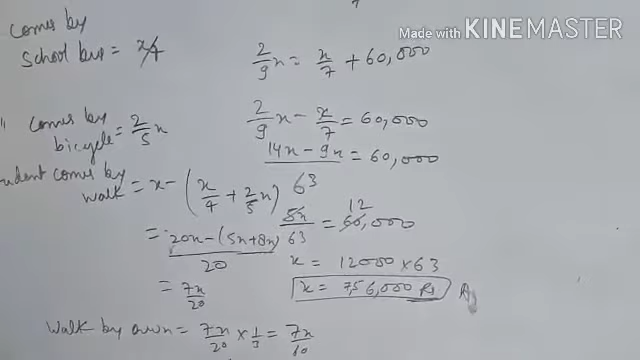 Made with KINEMASTER
Comes by
School bus = x/4
comes by
bicycle = 2/5 x
student comes by
walk = x - (x/4 + 2/5 x)
= 20x - (5x + 8x) / 20
= 7x/20
Walk by own = 7x/20 × 1/3 = 7x/60
2/9 x = x/7 + 60,000
2/9 x - x/7 = 60,000
14x - 9x / 63 = 60,000
5x/63 = 60,000
12
x = 12000 × 63
x = 7,56,000 Rs